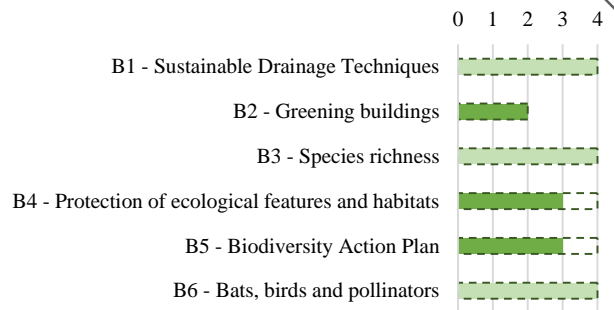 0 1 2 3 4
B1 - Sustainable Drainage Techniques
B2 - Greening buildings
B3 - Species richness
B4 - Protection of ecological features and habitats
B5 - Biodiversity Action Plan
B6 - Bats, birds and pollinators